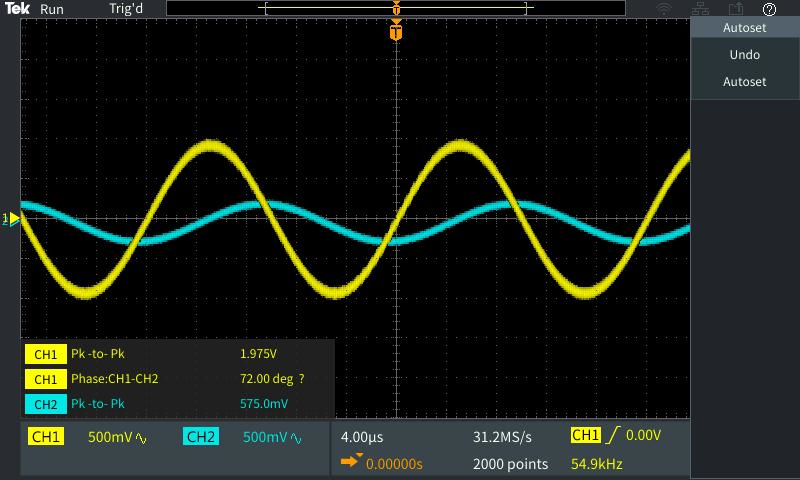 Tek Run Trig'd
T
T
Autoset
Undo
Autoset
1
2
CH1 Pk -to- Pk 1.975V
CH1 Phase:CH1-CH2 72.00 deg ?
CH2 Pk -to- Pk 575.0mV
CH1 500mV CH2 500mV 4.00µs 31.2MS/s CH1 0.00V
0.00000s 2000 points 54.9kHz